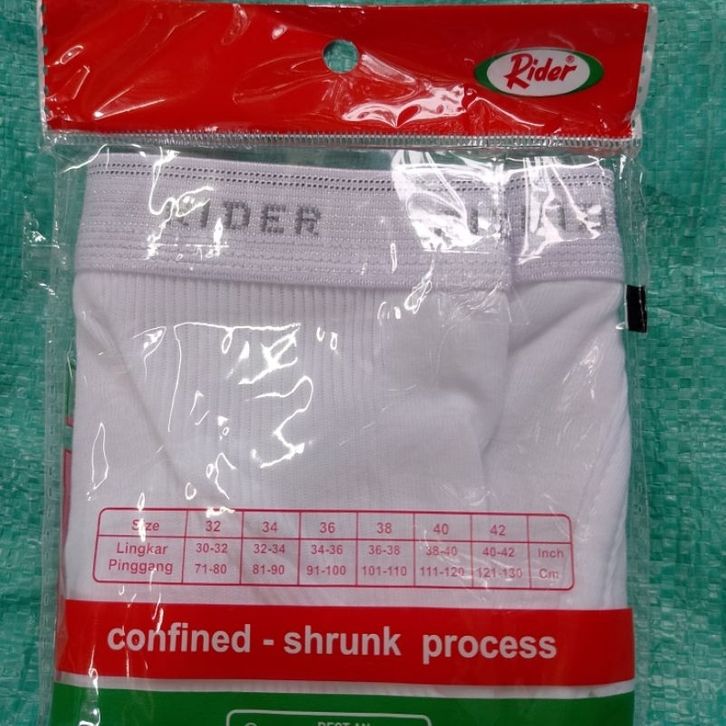 Rider®
RIDER
Size 32 34 36 38 40 42
Lingkar 30-32 32-34 34-36 36-38 38-40 40-42 Inch
Pinggang 71-80 81-90 91-100 101-110 111-120 121-130 Cm
confined - shrunk process